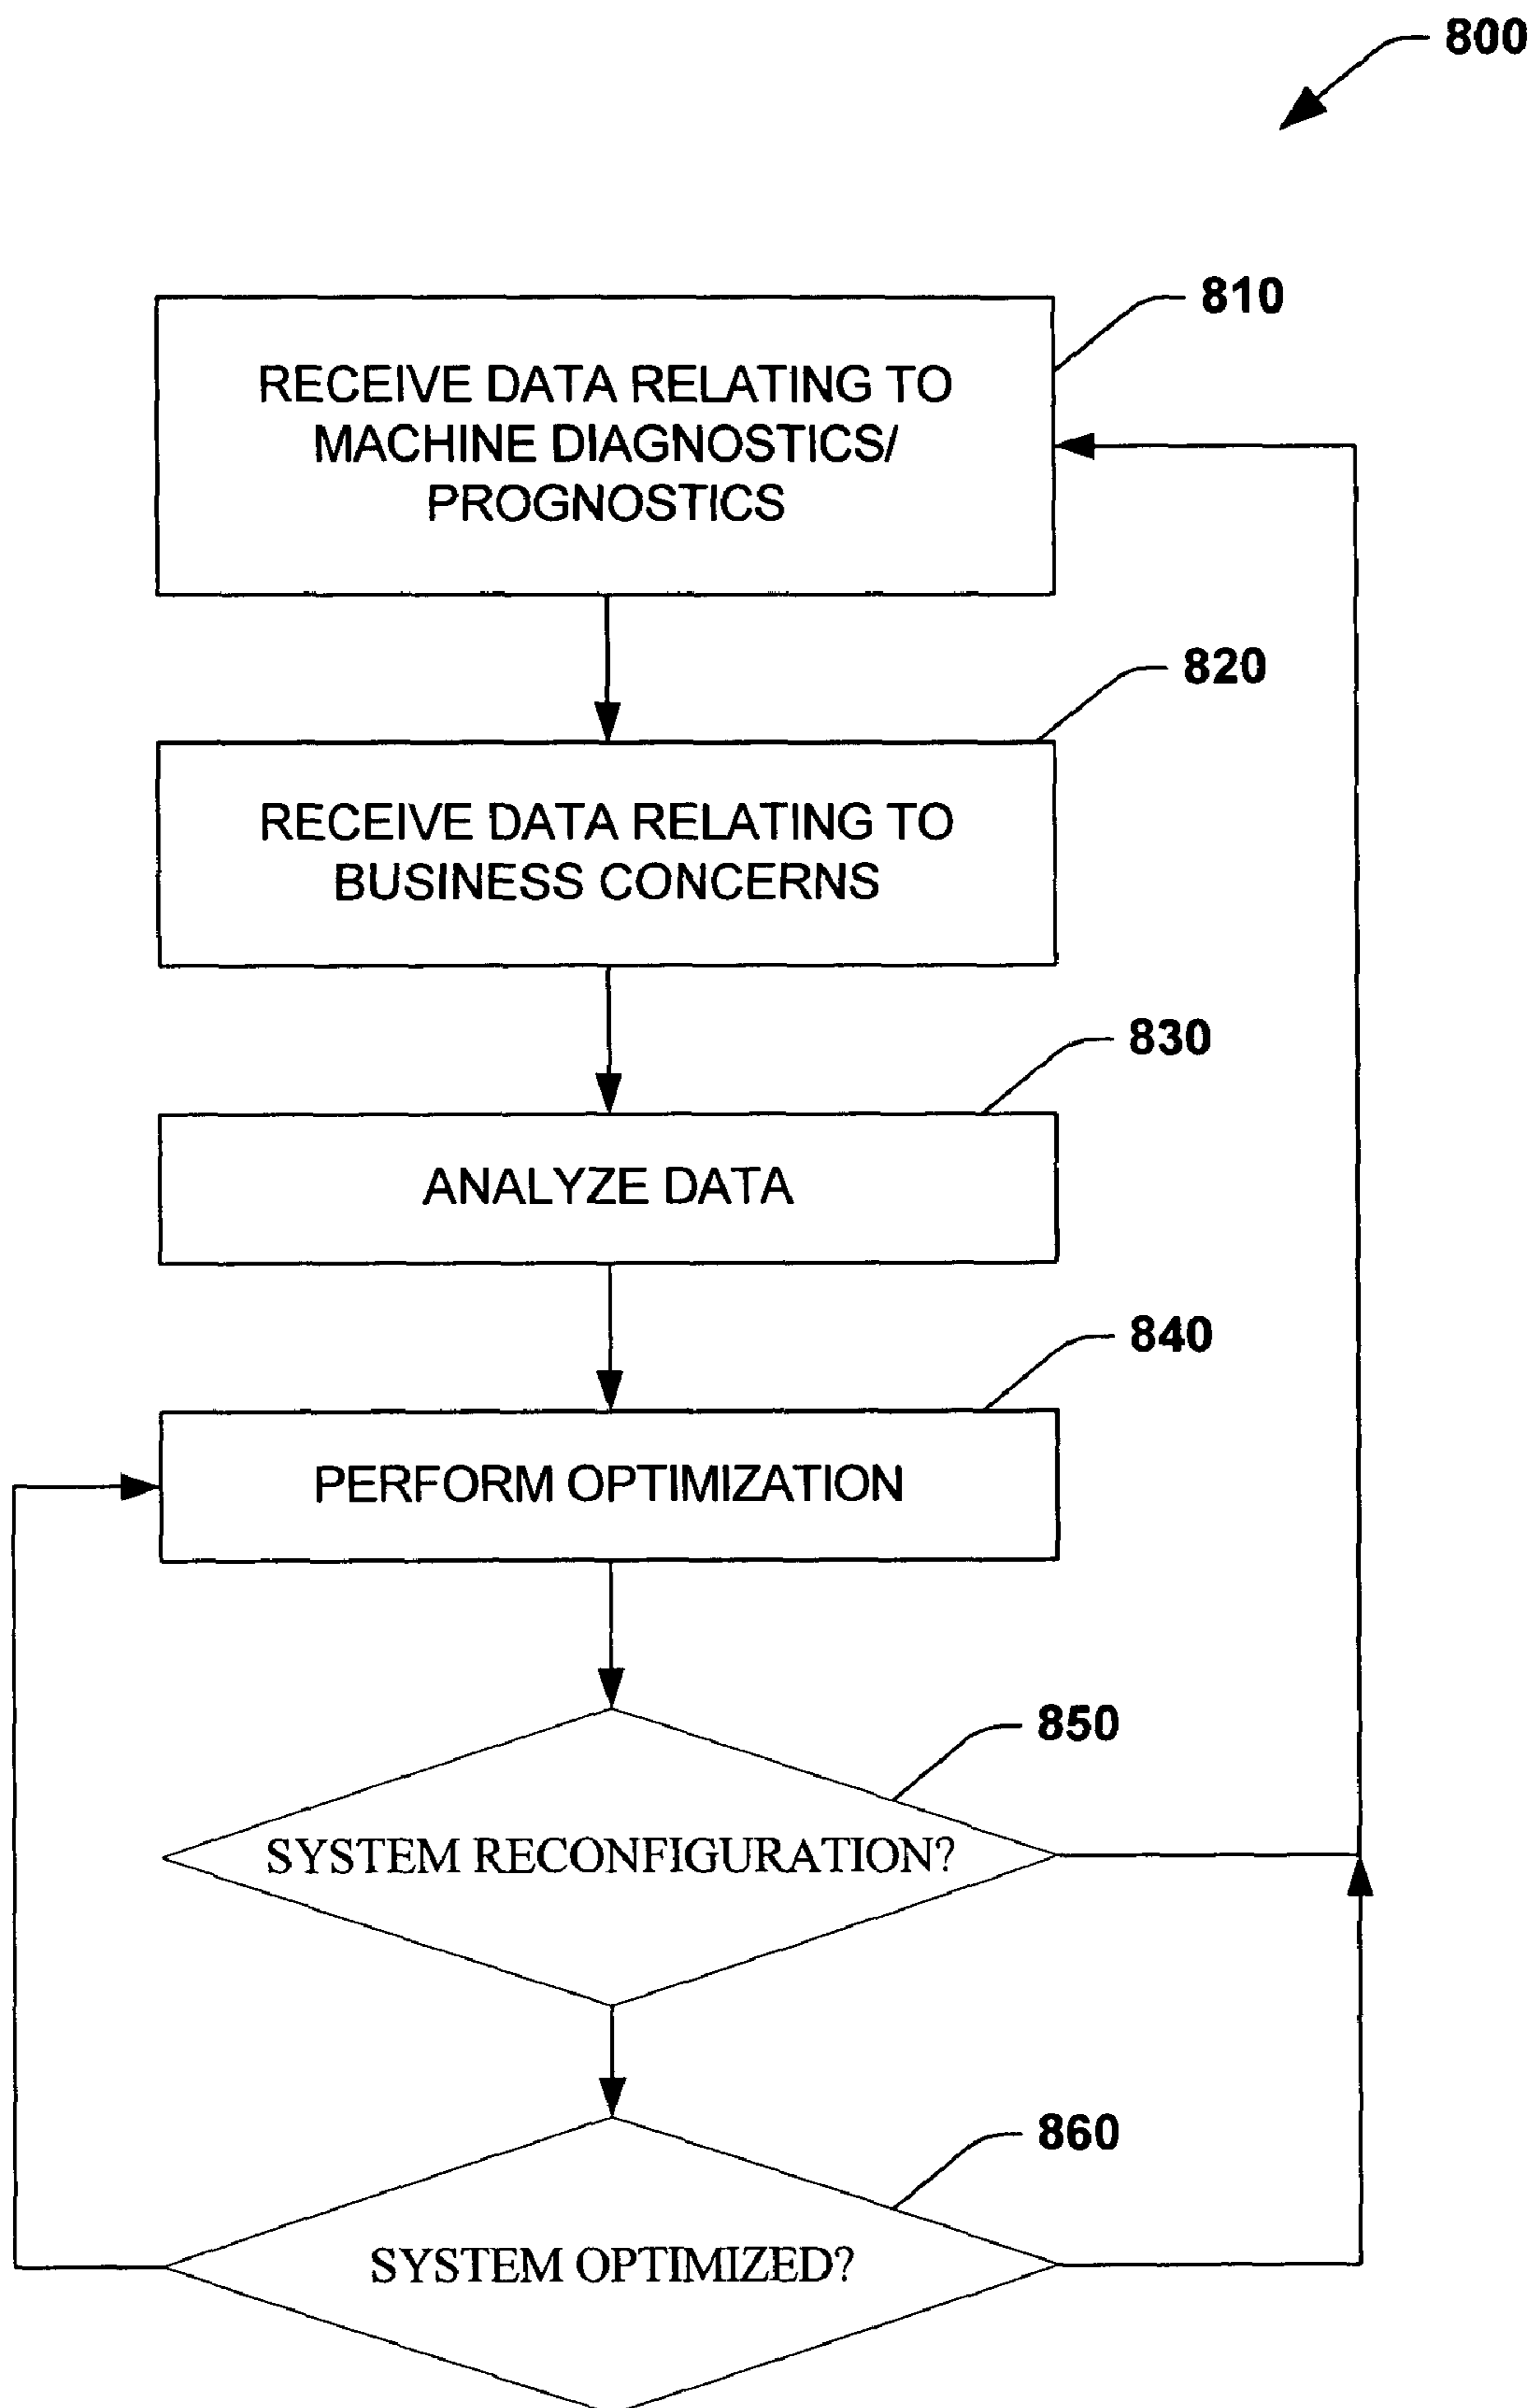 800
810
RECEIVE DATA RELATING TO
MACHINE DIAGNOSTICS/
PROGNOSTICS
820
RECEIVE DATA RELATING TO
BUSINESS CONCERNS
830
ANALYZE DATA
840
PERFORM OPTIMIZATION
850
SYSTEM RECONFIGURATION?
860
SYSTEM OPTIMIZED?